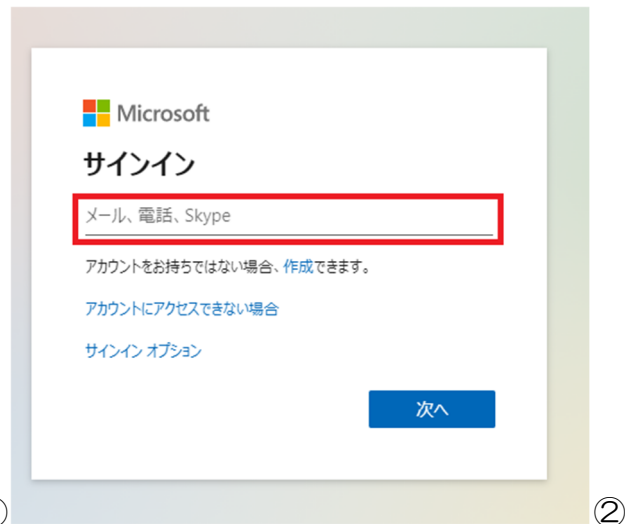 Microsoft
サインイン
メール、電話、Skype
アカウントをお持ちではない場合、作成できます。
アカウントにアクセスできない場合
サインイン オプション
次へ
②